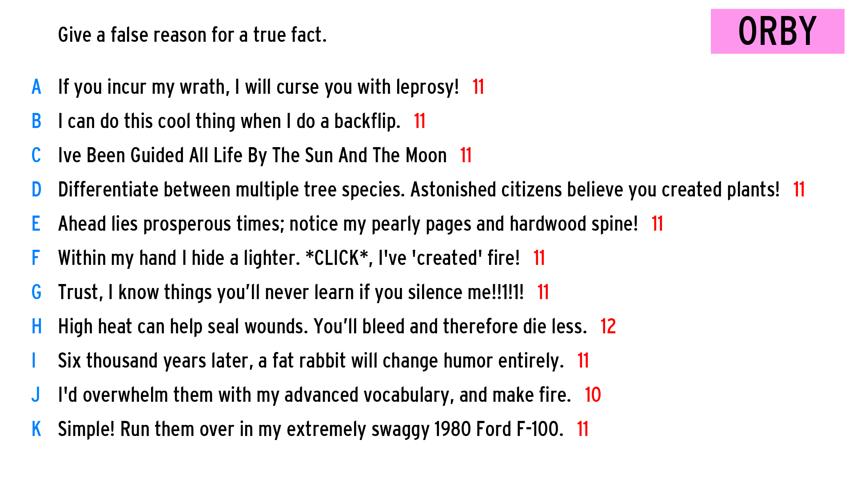 Give a false reason for a true fact.
ORBY
A If you incur my wrath, I will curse you with leprosy! 11
B I can do this cool thing when I do a backflip. 11
C Ive Been Guided All Life By The Sun And The Moon 11
D Differentiate between multiple tree species. Astonished citizens believe you created plants! 11
E Ahead lies prosperous times; notice my pearly pages and hardwood spine! 11
F Within my hand I hide a lighter. *CLICK*, I've 'created' fire! 11
G Trust, I know things you'll never learn if you silence me!!1!1! 11
H High heat can help seal wounds. You'll bleed and therefore die less. 12
I Six thousand years later, a fat rabbit will change humor entirely. 11
J I'd overwhelm them with my advanced vocabulary, and make fire. 10
K Simple! Run them over in my extremely swaggy 1980 Ford F-100. 11